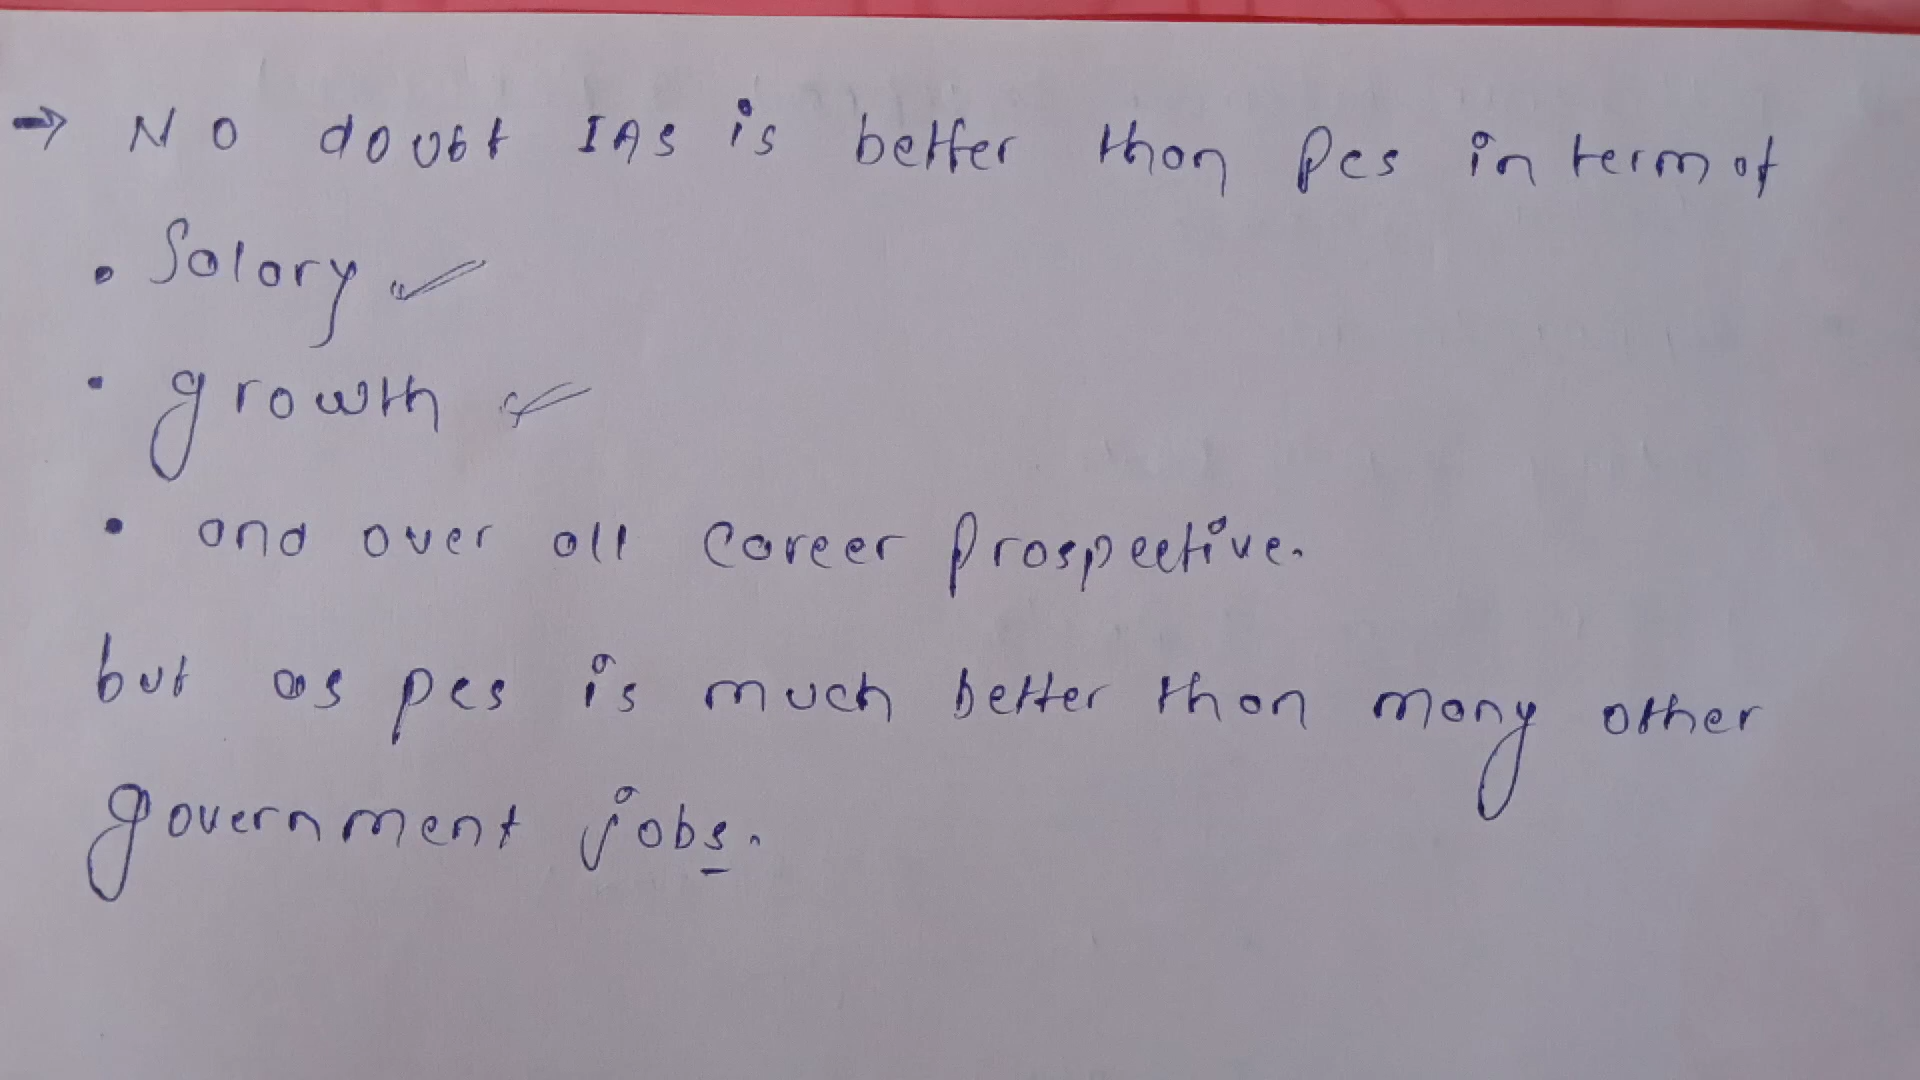 → No doubt IAS is better than Pcs in term of
• Salary ✓
• growth ✓
• and over all career prospective.
but as pcs is much better than many other
government jobs.